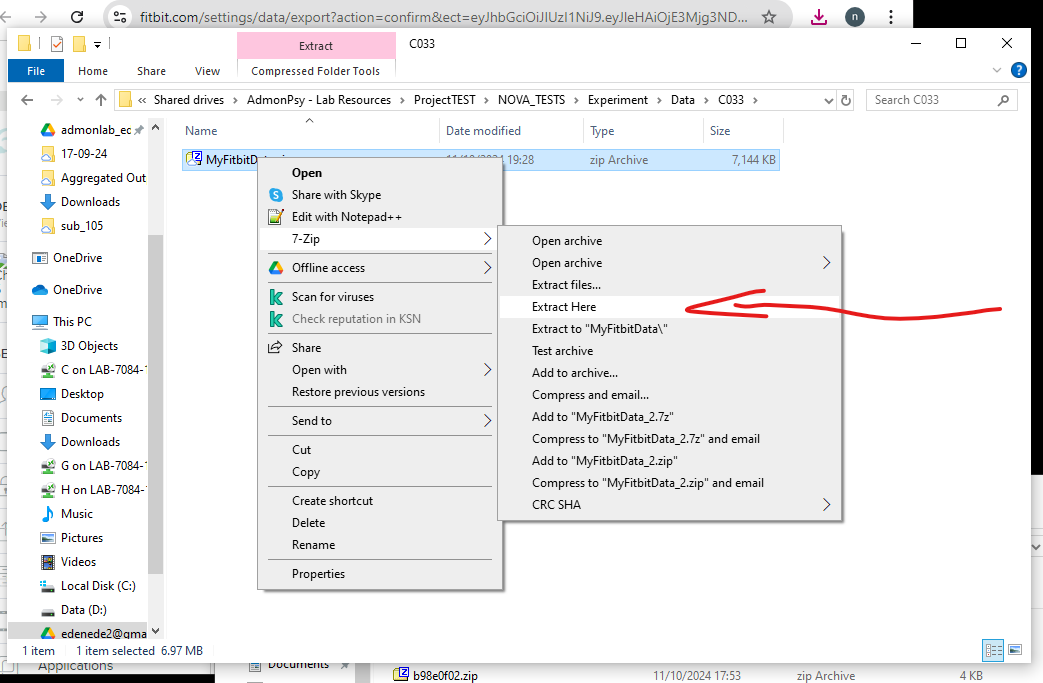 fitbit.com/settings/data/export?action=confirm&ect=eyJhbGciOiJIUzI1NiJ9.eyJleHAiOjE3Mjg3ND...
n
Extract
C033
File
Home
Share
View
Compressed Folder Tools
« Shared drives > AdmonPsy - Lab Resources > ProjectTEST > NOVA_TESTS > Experiment > Data > C033 >
Search C033
admonlab_ec
17-09-24
Aggregated Out
Downloads
sub_105
OneDrive
OneDrive
This PC
3D Objects
C on LAB-7084-1
Desktop
Documents
Downloads
G on LAB-7084-1
H on LAB-7084-1
Music
Pictures
Videos
Local Disk (C:)
Data (D:)
edenede2@gma
Name
Date modified
Type
Size
MyFitbitData.zip
11/10/2024 19:28
zip Archive
7,144 KB
Open
Share with Skype
Edit with Notepad++
7-Zip
Offline access
Scan for viruses
Check reputation in KSN
Share
Open with
Restore previous versions
Send to
Cut
Copy
Create shortcut
Delete
Rename
Properties
Open archive
Open archive
Extract files...
Extract Here
Extract to "MyFitbitData\"
Test archive
Add to archive...
Compress and email...
Add to "MyFitbitData_2.7z"
Compress to "MyFitbitData_2.7z" and email
Add to "MyFitbitData_2.zip"
Compress to "MyFitbitData_2.zip" and email
CRC SHA
1 item
1 item selected 6.97 MB
Applications
Documents
b98e0f02.zip
11/10/2024 17:53
zip Archive
4 KB